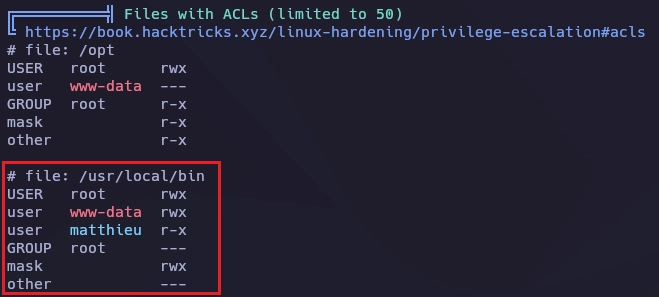 Files with ACLs (limited to 50)
https://book.hacktricks.xyz/linux-hardening/privilege-escalation#acls
# file: /opt
USER   root      rwx
user   www-data  ---
GROUP  root      r-x
mask             r-x
other            r-x
# file: /usr/local/bin
USER   root      rwx
user   www-data  rwx
user   matthieu  r-x
GROUP  root      ---
mask             rwx
other            ---